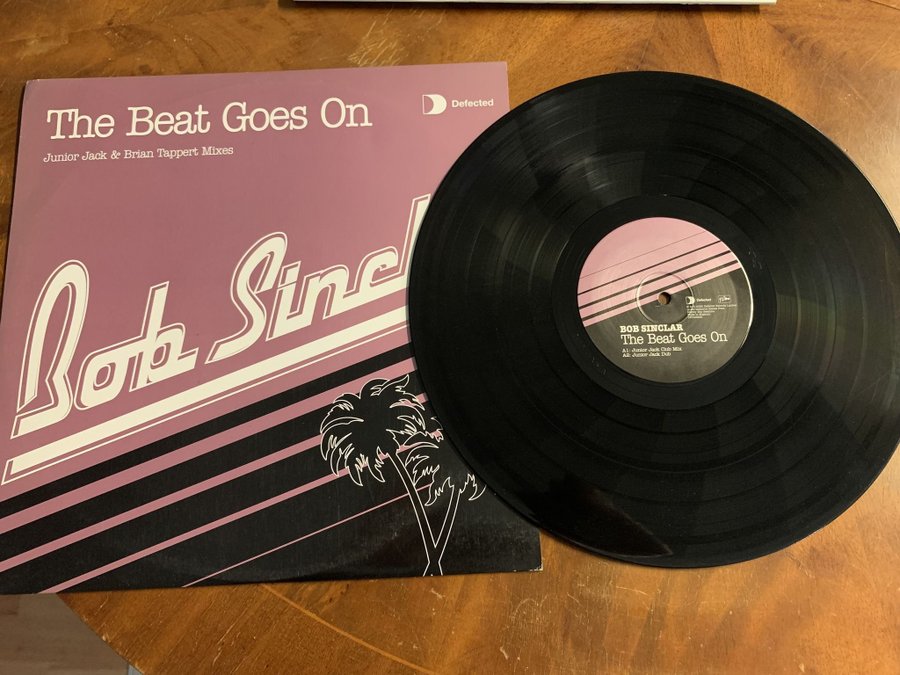 The Beat Goes On
Defected
Junior Jack & Brian Tappert Mixes
Bob Sincl
Defected
BOB SINCLAR
The Beat Goes On
A1: Junior Jack Club Mix
A2: Junior Jack Dub